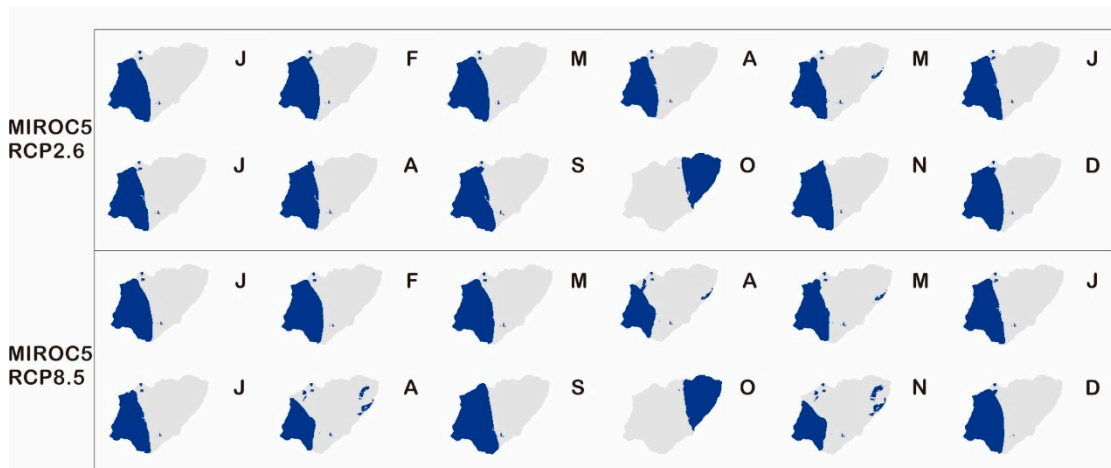 J F M A M J
MIROC5
RCP2.6
J A S O N D
J F M A M J
MIROC5
RCP8.5
J A S O N D